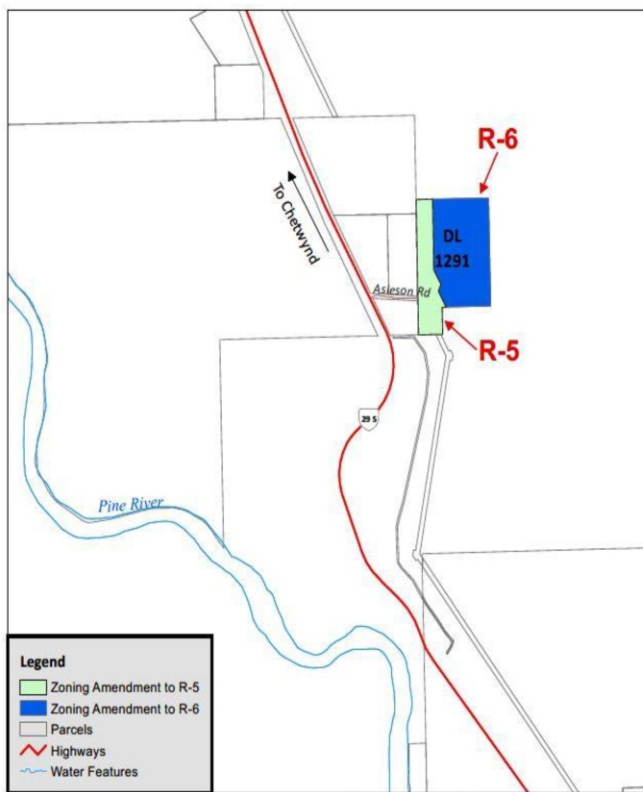 R-6
To Chetwynd
DL
1291
Asleson Rd
R-5
29 S
Pine River
Legend
Zoning Amendment to R-5
Zoning Amendment to R-6
Parcels
Highways
Water Features